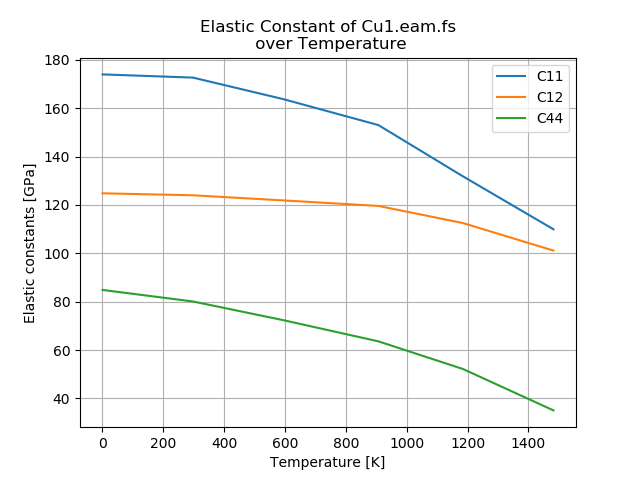 Elastic Constant of Cu1.eam.fs
over Temperature
180
160
140
120
100
80
60
40
Elastic constants [GPa]
C11
C12
C44
0 200 400 600 800 1000 1200 1400
Temperature [K]